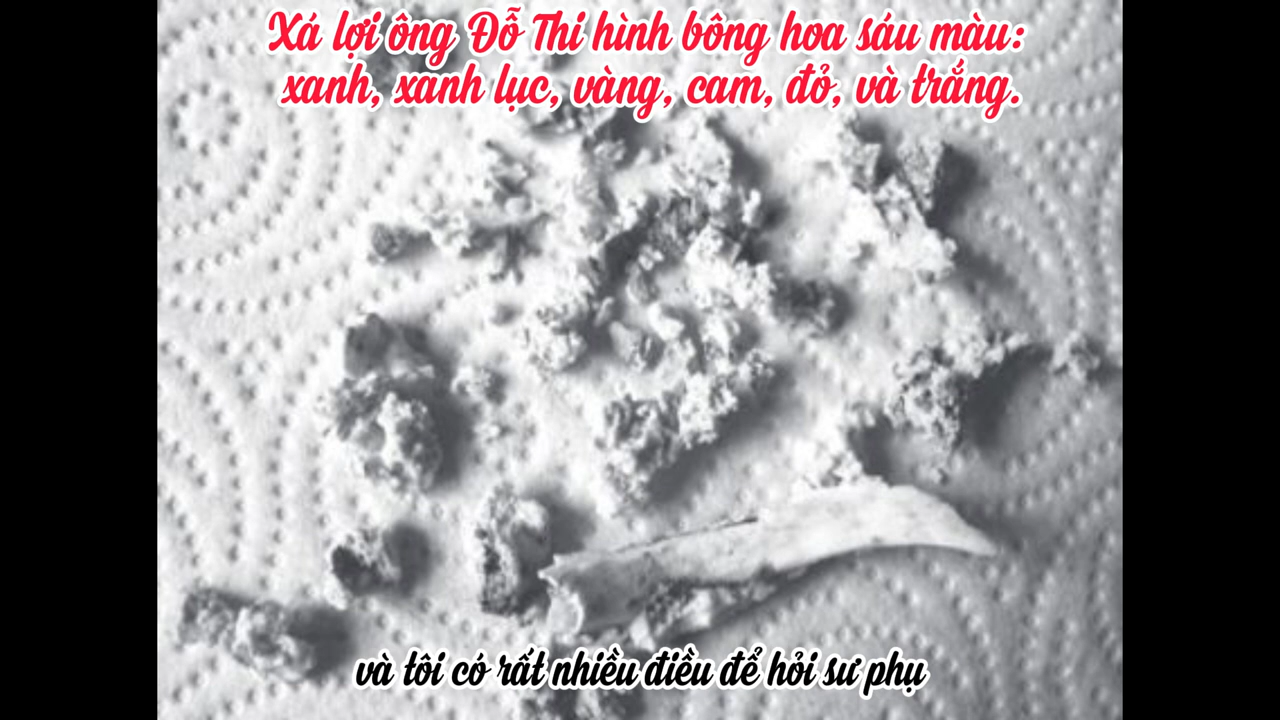 Xá lợi ông Đỗ Thi hình bông hoa sáu màu:
xanh, xanh lục, vàng, cam, đỏ, và trắng.
và tôi có rất nhiều điều để hỏi sư phụ